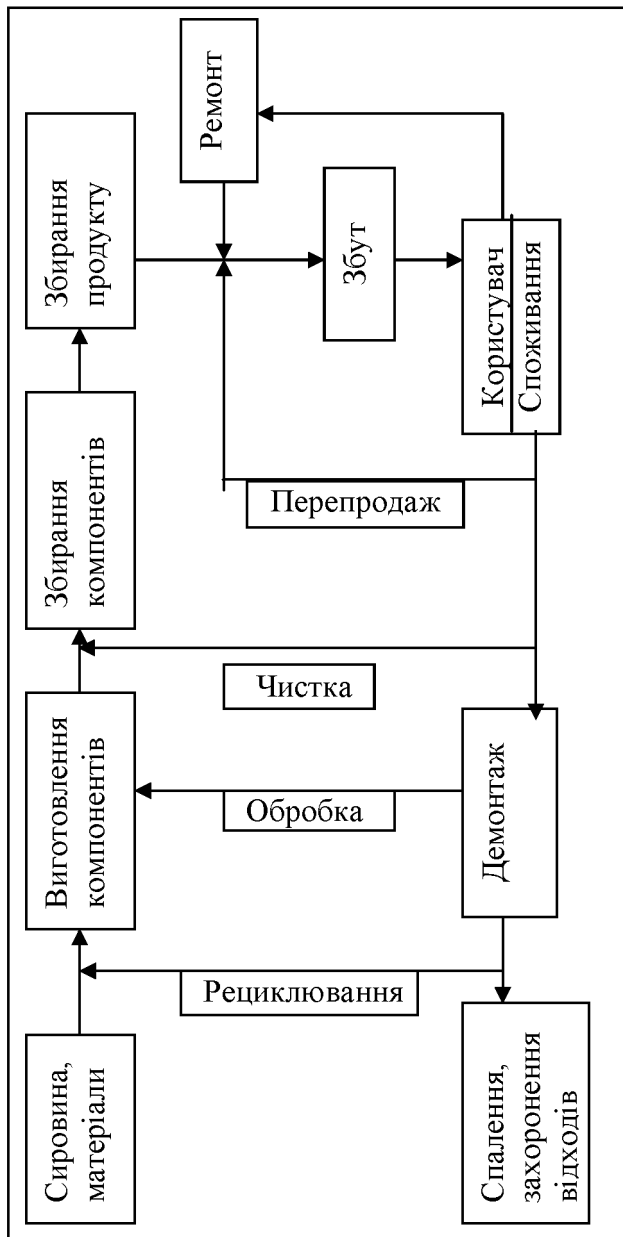 Сировина,
матеріали
Виготовлення
компонентів
Збирання
компонентів
Збирання
продукту
Ремонт
Збут
Користувач
Споживання
Перепродаж
Чистка
Обробка
Рециклювання
Демонтаж
Спалення,
захоронення
відходів